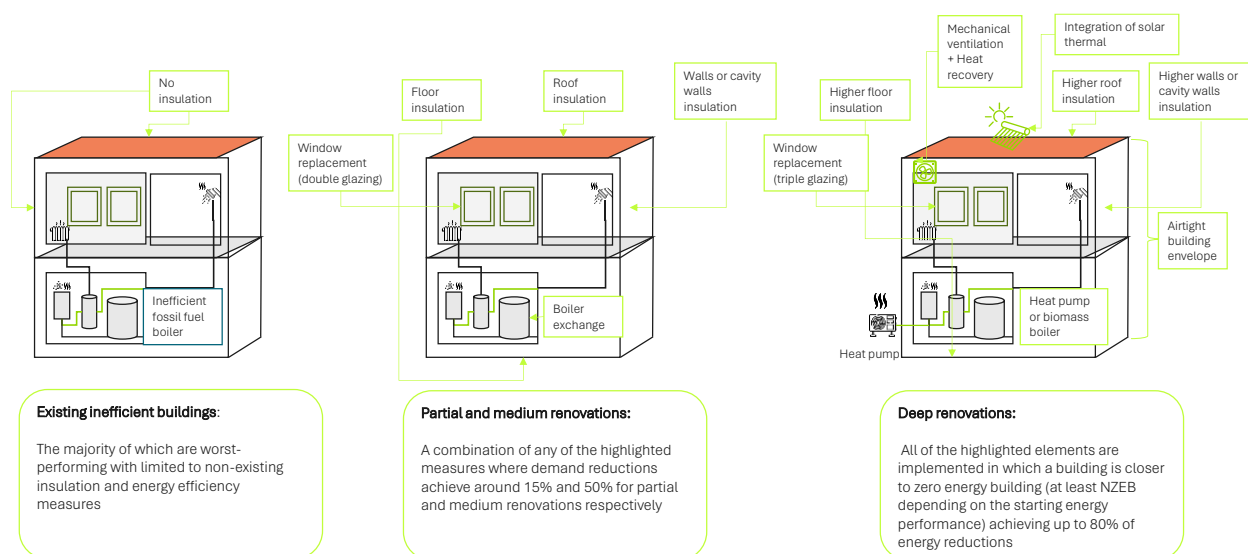 No
insulation
Inefficient
fossil fuel
boiler
Existing inefficient buildings:
The majority of which are worst-
performing with limited to non-existing
insulation and energy efficiency
measures
Floor
insulation
Roof
insulation
Walls or cavity
walls
insulation
Window
replacement
(double glazing)
Boiler
exchange
Partial and medium renovations:
A combination of any of the highlighted
measures where demand reductions
achieve around 15% and 50% for partial
and medium renovations respectively
Mechanical
ventilation
+ Heat
recovery
Integration of solar
thermal
Higher floor
insulation
Higher roof
insulation
Higher walls or
cavity walls
insulation
Window
replacement
(triple glazing)
Airtight
building
envelope
Heat pump
or biomass
boiler
Heat pump
Deep renovations:
All of the highlighted elements are
implemented in which a building is closer
to zero energy building (at least NZEB
depending on the starting energy
performance) achieving up to 80% of
energy reductions